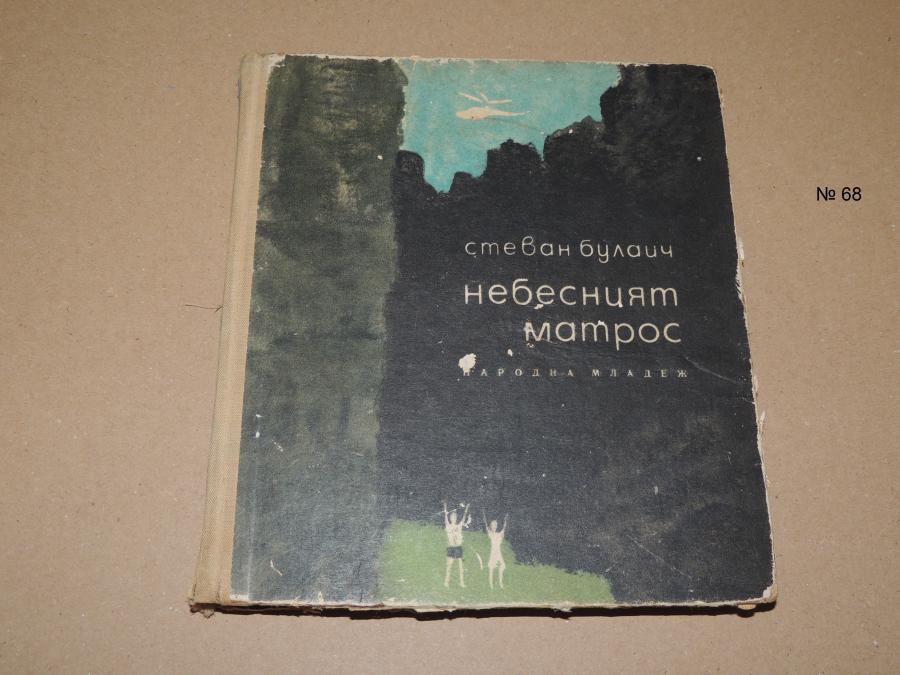 стеван булаич
небесният
матрос
НАРОДНА МЛАДЕЖ
№ 68